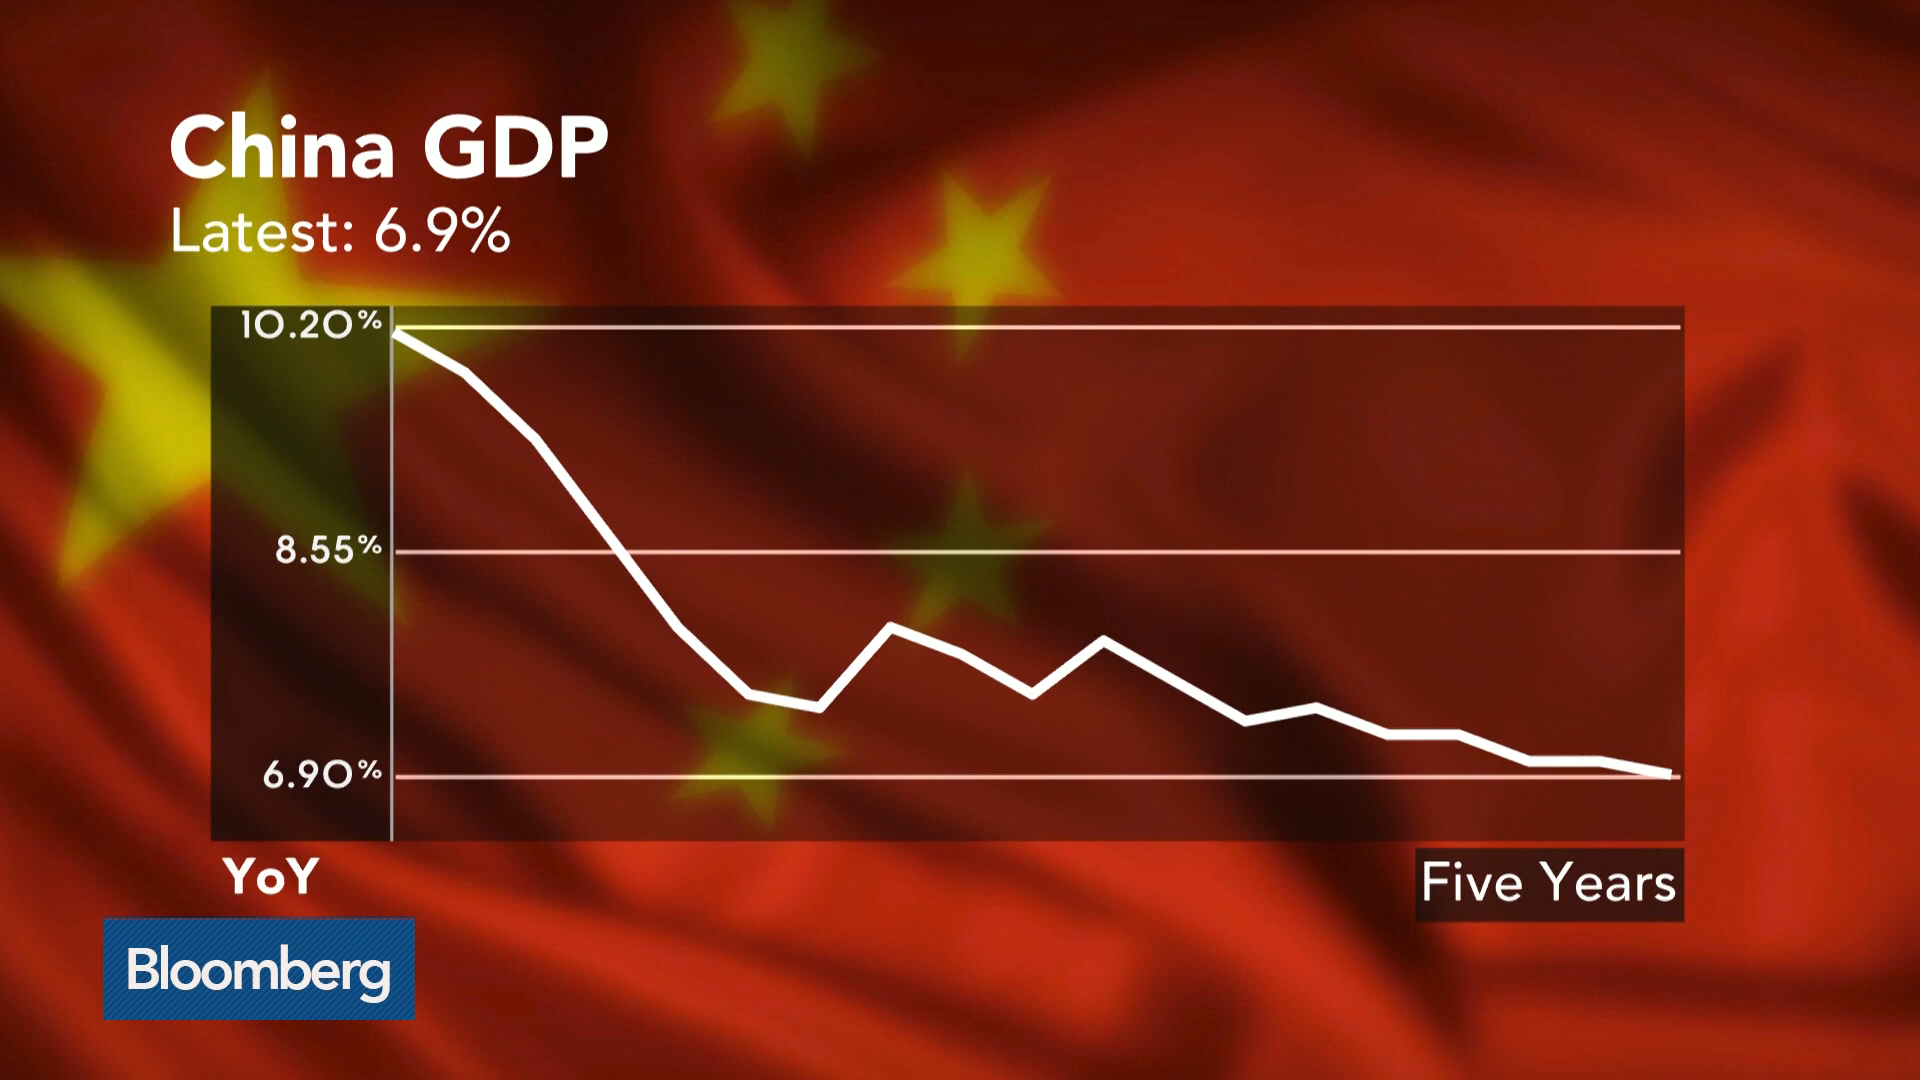 China GDP
Latest: 6.9%
10.20%
8.55%
6.90%
YoY
Five Years
Bloomberg